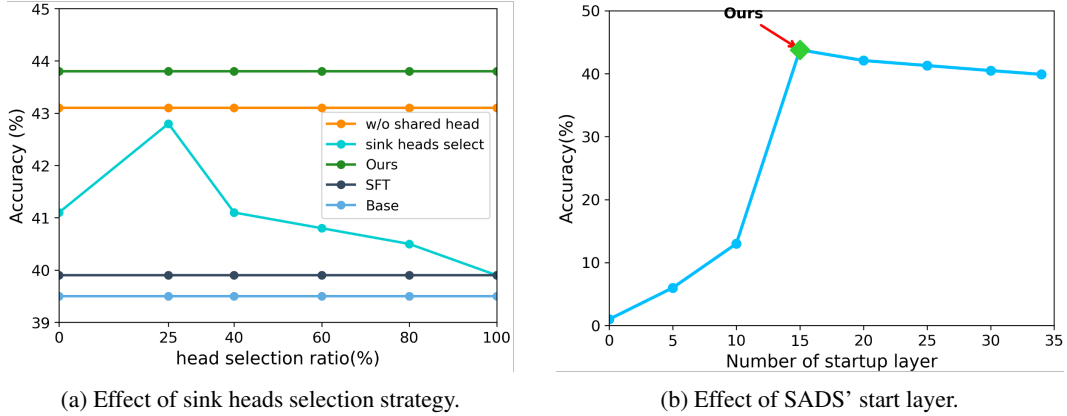 45
44
43
42
41
40
39
Accuracy (%)
w/o shared head
sink heads select
Ours
SFT
Base
0 25 40 60 80 100
head selection ratio(%)
(a) Effect of sink heads selection strategy.
50
40
30
20
10
0
Accuracy(%)
Ours
0 5 10 15 20 25 30 35
Number of startup layer
(b) Effect of SADS’ start layer.